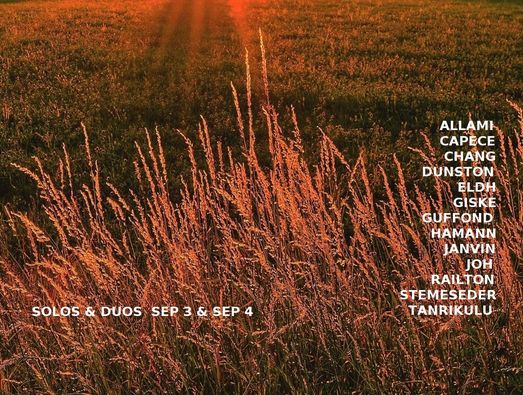 ALLAMI
CAPECE
CHANG
DUNSTON
ELDH
GISKE
GUFFOND
HAMANN
JANVIN
JOH
RAILTON
STEMESEDER
TANRIKULU
SOLOS & DUOS SEP 3 & SEP 4